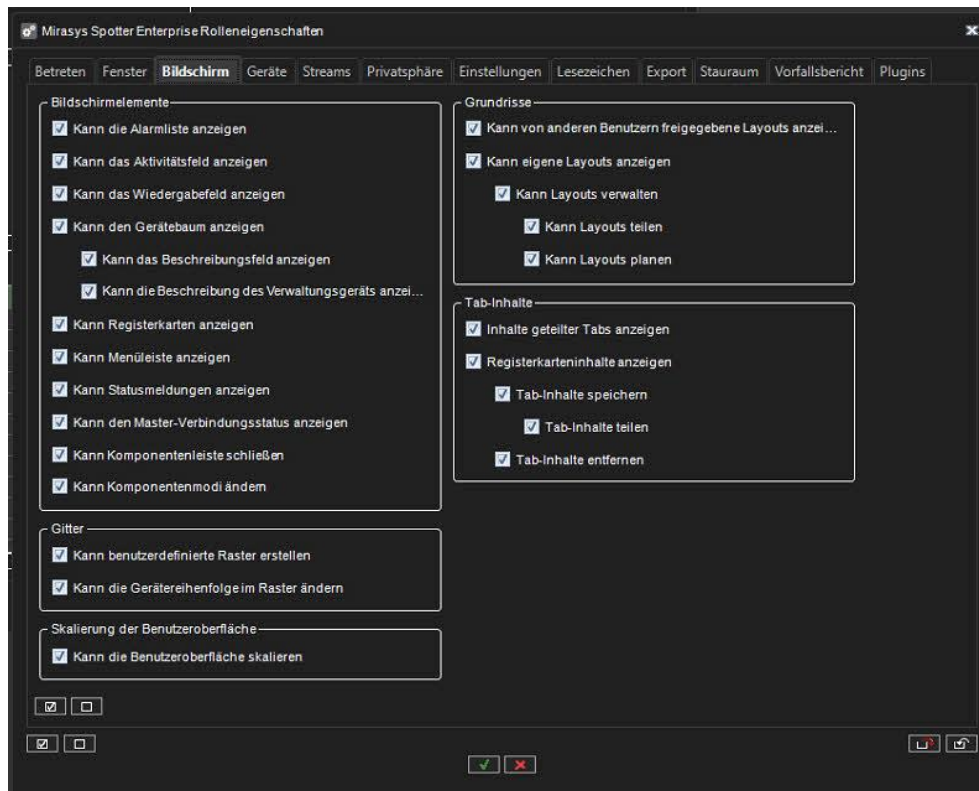 Mirasys Spotter Enterprise Rolleneigenschaften
Betreten Fenster Bildschirm Geräte Streams Privatsphäre Einstellungen Lesezeichen Export Stauraum Vorfallsbericht Plugins
Bildschirmelemente
Kann die Alarmliste anzeigen
Kann das Aktivitätsfeld anzeigen
Kann das Wiedergabefeld anzeigen
Kann den Gerätebaum anzeigen
Kann das Beschreibungsfeld anzeigen
Kann die Beschreibung des Verwaltungsgeräts anzei...
Kann Registerkarten anzeigen
Kann Menüleiste anzeigen
Kann Statusmeldungen anzeigen
Kann den Master-Verbindungsstatus anzeigen
Kann Komponentenleiste schließen
Kann Komponentenmodi ändern
Gitter
Kann benutzerdefinierte Raster erstellen
Kann die Gerätereihenfolge im Raster ändern
Skalierung der Benutzeroberfläche
Kann die Benutzeroberfläche skalieren
Grundrisse
Kann von anderen Benutzern freigegebene Layouts anzei...
Kann eigene Layouts anzeigen
Kann Layouts verwalten
Kann Layouts teilen
Kann Layouts planen
Tab-Inhalte
Inhalte geteilter Tabs anzeigen
Registerkarteninhalte anzeigen
Tab-Inhalte speichern
Tab-Inhalte teilen
Tab-Inhalte entfernen